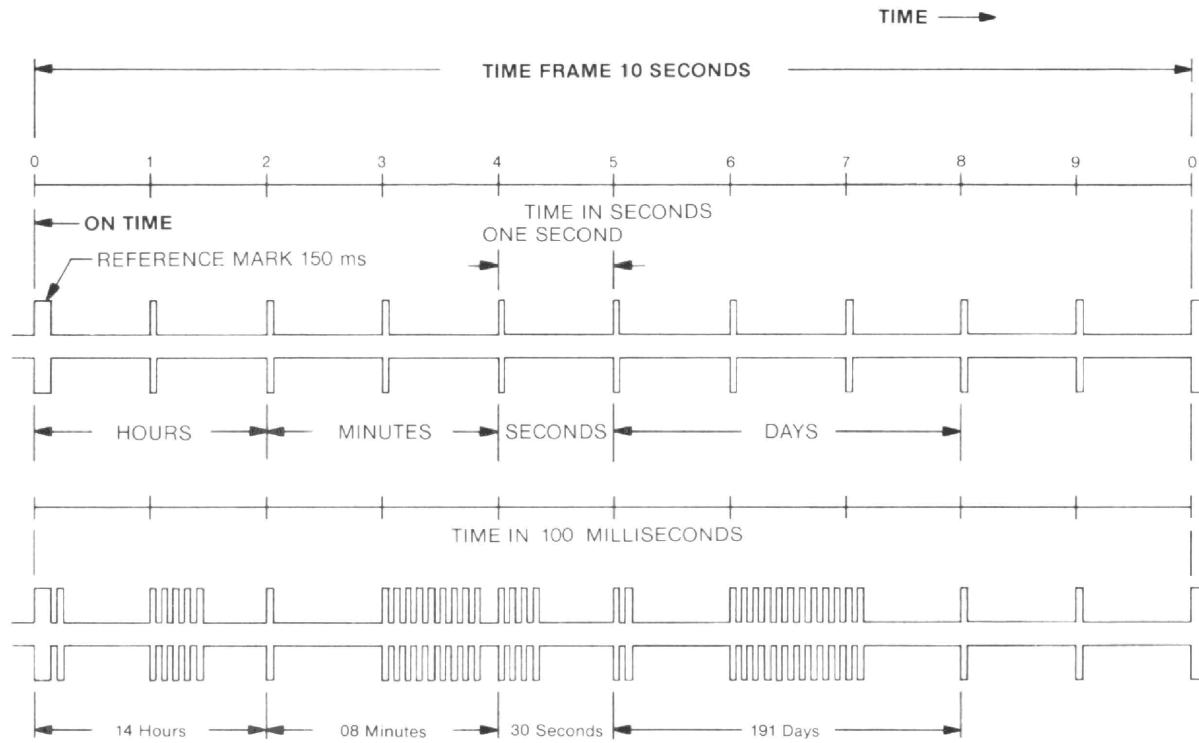 TIME
TIME FRAME 10 SECONDS
0 1 2 3 4 5 6 7 8 9 0
ON TIME
TIME IN SECONDS
ONE SECOND
REFERENCE MARK 150 ms
HOURS MINUTES SECONDS DAYS
TIME IN 100 MILLISECONDS
14 Hours 08 Minutes 30 Seconds 191 Days